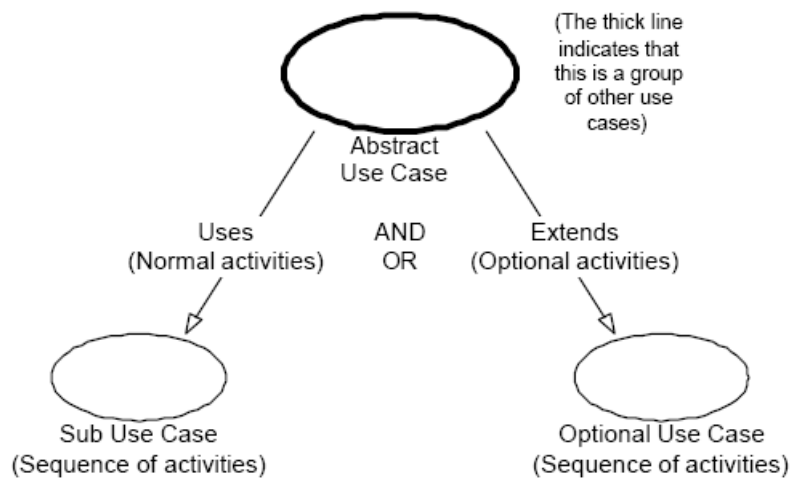 (The thick line
indicates that
this is a group
of other use
cases)
Abstract
Use Case
Uses
(Normal activities)
AND
OR
Extends
(Optional activities)
Sub Use Case
(Sequence of activities)
Optional Use Case
(Sequence of activities)